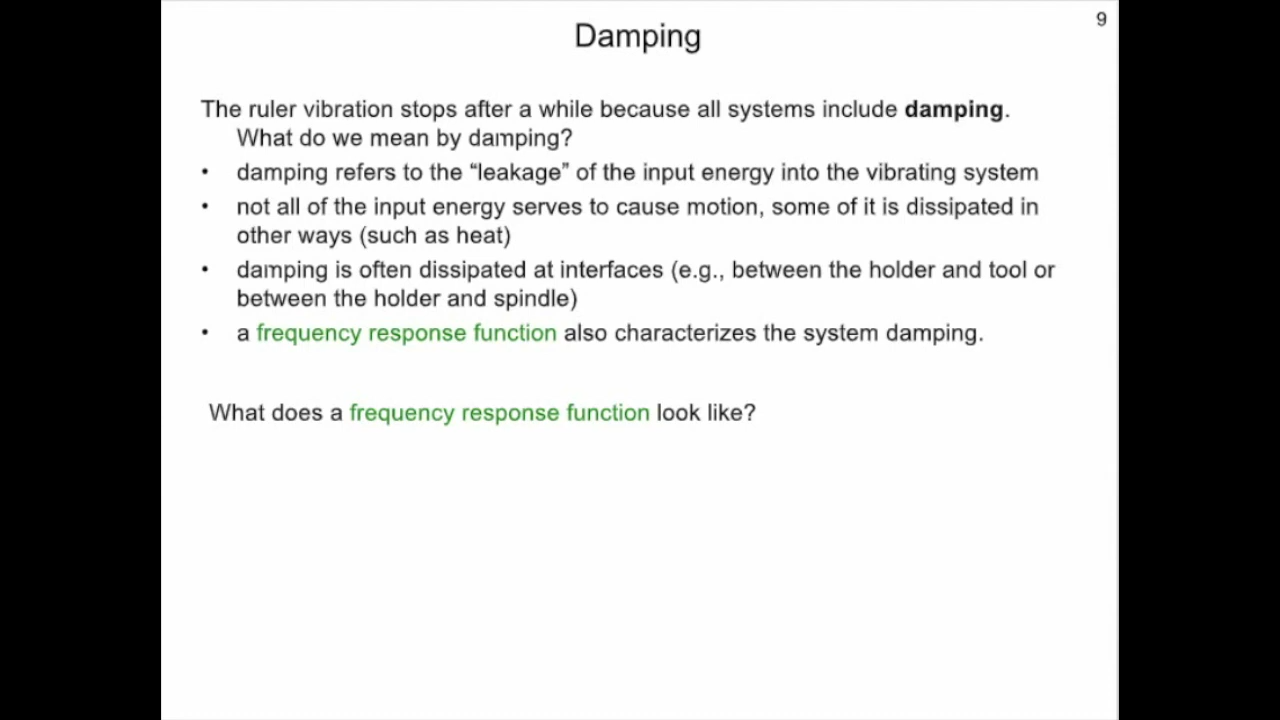 9
Damping
The ruler vibration stops after a while because all systems include damping.
What do we mean by damping?
• damping refers to the “leakage” of the input energy into the vibrating system
• not all of the input energy serves to cause motion, some of it is dissipated in
other ways (such as heat)
• damping is often dissipated at interfaces (e.g., between the holder and tool or
between the holder and spindle)
• a frequency response function also characterizes the system damping.
What does a frequency response function look like?